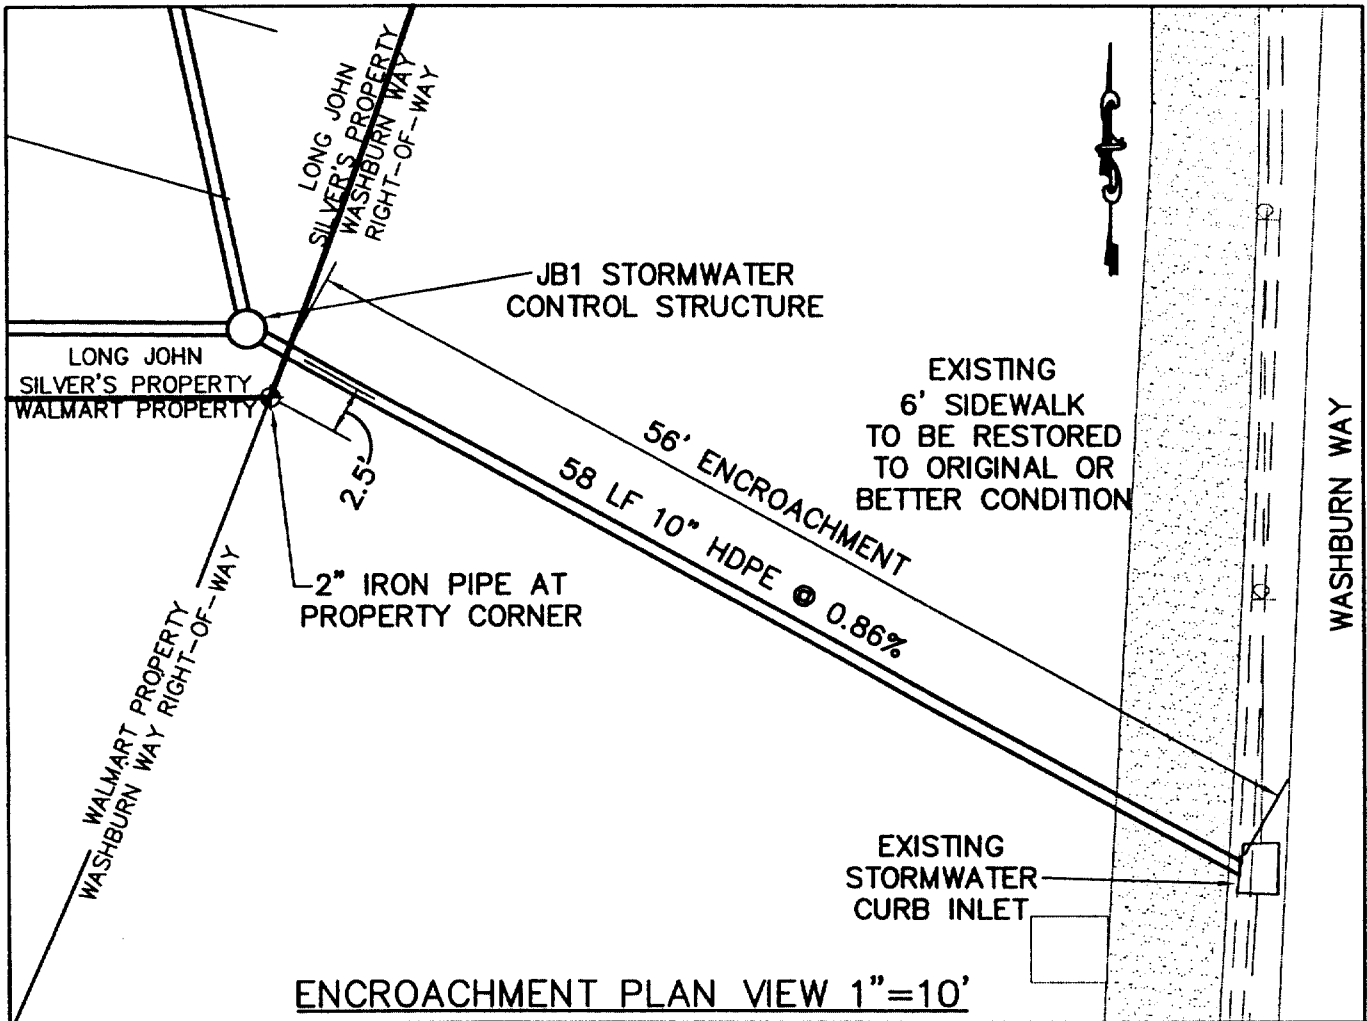 LONG JOHN
SILVER'S PROPERTY
WASHBURN WAY
RIGHT-OF-WAY
JB1 STORMWATER
CONTROL STRUCTURE
LONG JOHN
SILVER'S PROPERTY
WALMART PROPERTY
2.5'
EXISTING
6' SIDEWALK
TO BE RESTORED
TO ORIGINAL OR
BETTER CONDITION
56' ENCROACHMENT
58 LF 10" HDPE @ 0.86%
WASHBURN WAY
2" IRON PIPE AT
PROPERTY CORNER
WALMART PROPERTY
WASHBURN WAY RIGHT-OF-WAY
EXISTING
STORMWATER
CURB INLET
ENCROACHMENT PLAN VIEW 1"=10'